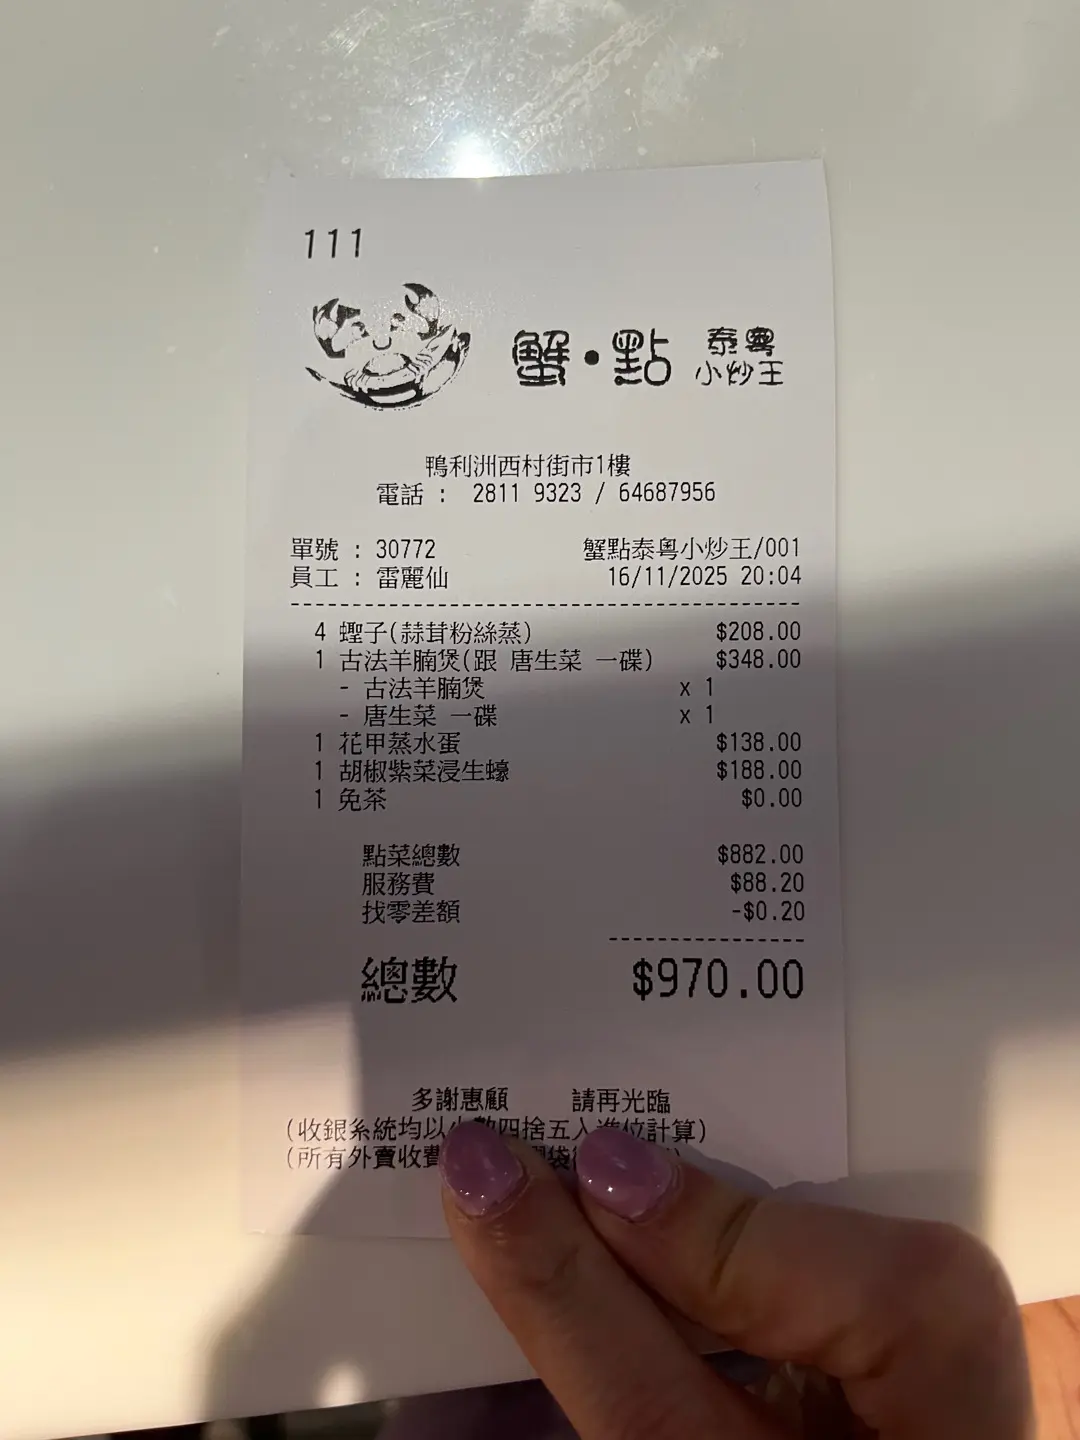 111
蟹·點 泰粵
小炒王
鴨利洲西村街市1樓
電話 : 2811 9323 / 64687956
單號 : 30772 蟹點泰粵小炒王/001
員工 : 雷麗仙 16/11/2025 20:04
4 蟶子(蒜茸粉絲蒸) $208.00
1 古法羊腩煲(跟 唐生菜 一碟) $348.00
- 古法羊腩煲 x 1
- 唐生菜 一碟 x 1
1 花甲蒸水蛋 $138.00
1 胡椒紫菜浸生蠔 $188.00
1 免茶 $0.00
點菜總數 $882.00
服務費 $88.20
找零差額 -$0.20
總數 $970.00
多謝惠顧 請再光臨
(收銀系統均以小數四捨五入進位計算)
(所有外賣收費